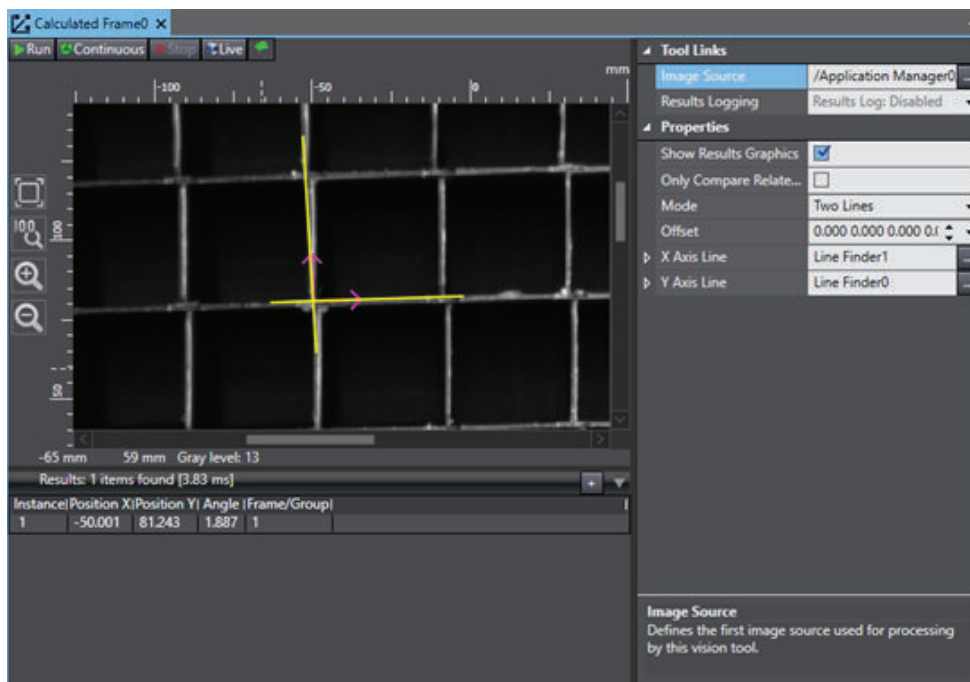 Calculated Frame0
Run Continuous Stop Live
mm
-100 -50 0
100
50
-65 mm 59 mm Gray level: 13
Results: 1 items found [3.83 ms]
Instance Position X Position Y Angle Frame/Group
1 -50.001 81.243 1.887 1
Tool Links
Image Source /Application Manager0
Results Logging Results Log: Disabled
Properties
Show Results Graphics
Only Compare Relate...
Mode Two Lines
Offset 0.000 0.000 0.000
X Axis Line Line Finder1
Y Axis Line Line Finder0
Image Source
Defines the first image source used for processing
by this vision tool.